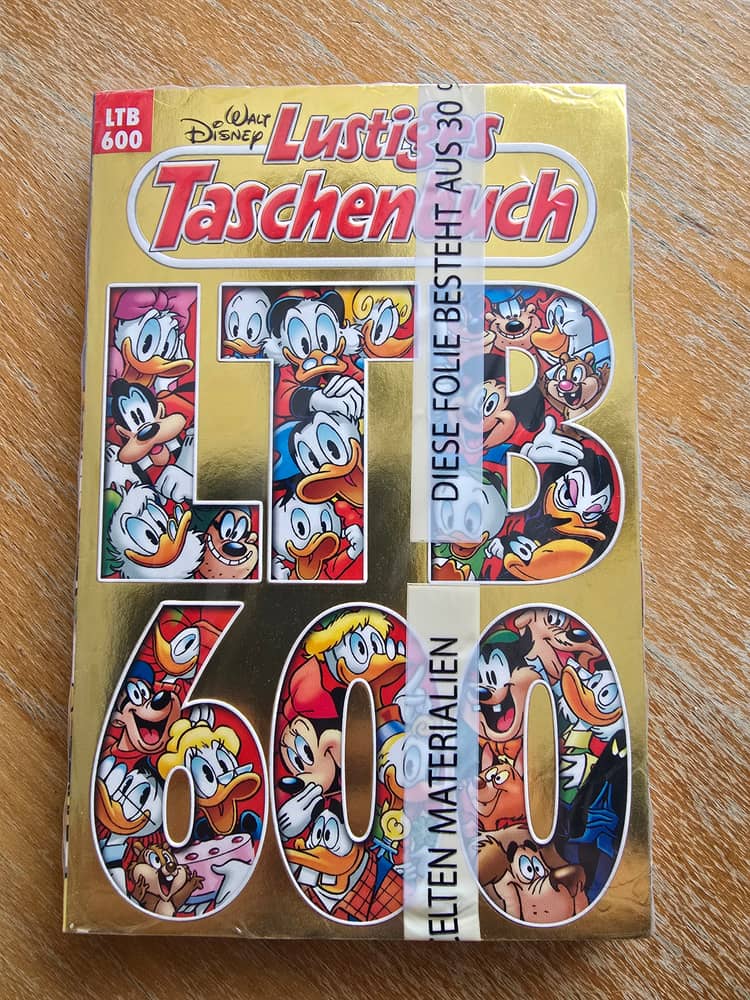 LTB
600
WALT
DISNEY
Lustiges
Taschenbuch
LTB
600
DIESE FOLIE BESTEHT AUS 30
MATERIALIEN